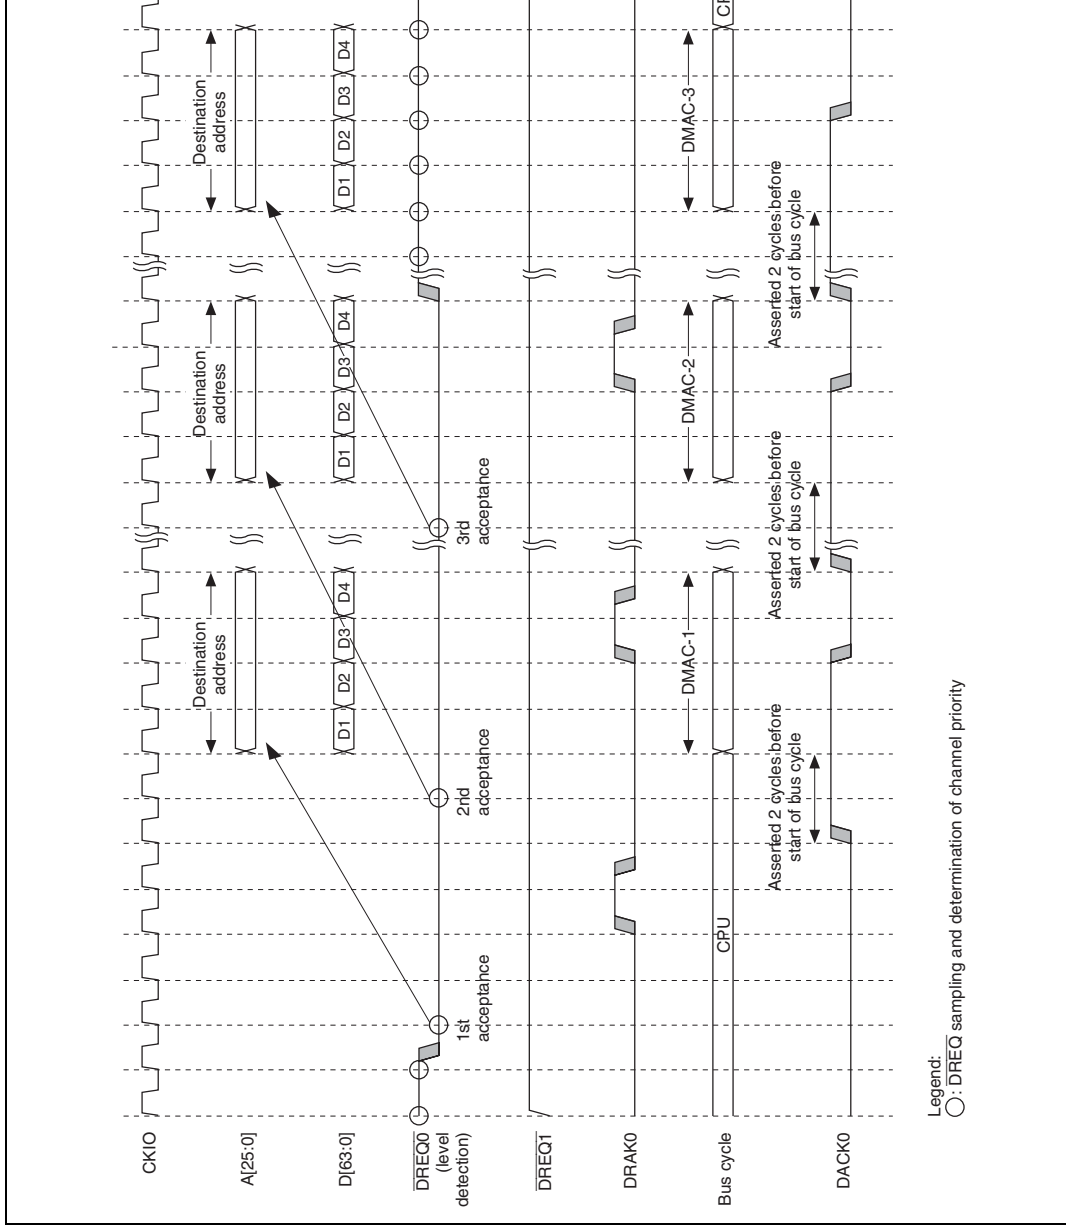 CKIO
Destination
address
Destination
address
Destination
address
A[25:0]
D[63:0]
D1 D2 D3 D4
D1 D2 D3 D4
D1 D2 D3 D4
DREQ0
(level
detection)
1st
acceptance
2nd
acceptance
3rd
acceptance
DREQ1
DRAK0
DMAC-1
DMAC-2
DMAC-3
Bus cycle
CPU
Asserted 2 cycles before
start of bus cycle
Asserted 2 cycles before
start of bus cycle
Asserted 2 cycles before
start of bus cycle
DACK0
Legend:
○: DREQ sampling and determination of channel priority